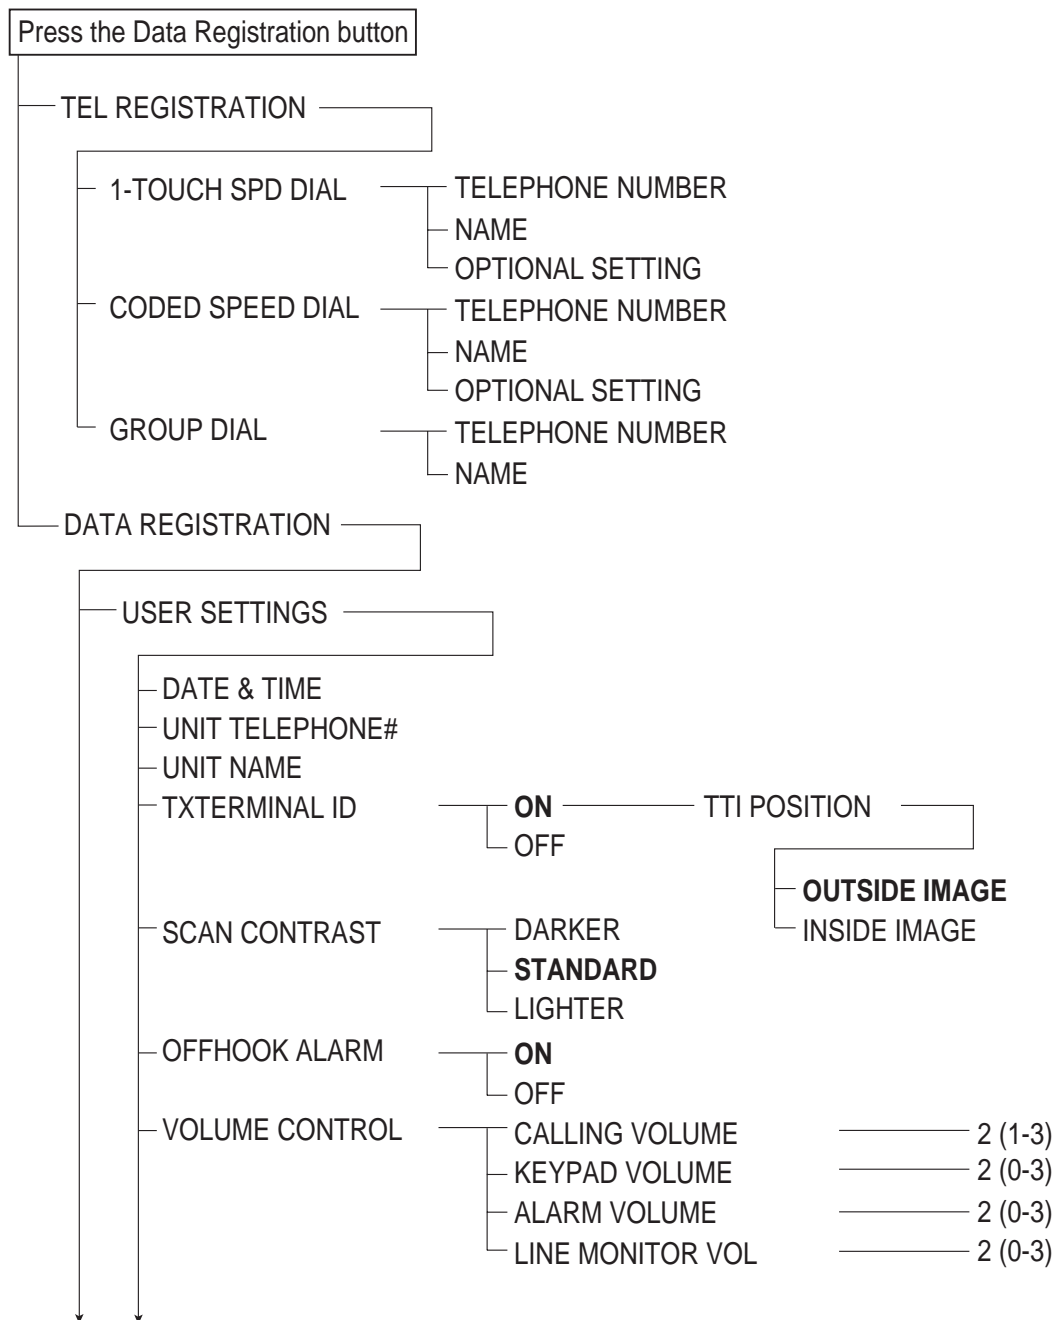 Press the Data Registration button
TEL REGISTRATION
1-TOUCH SPD DIAL TELEPHONE NUMBER
NAME
OPTIONAL SETTING
CODED SPEED DIAL TELEPHONE NUMBER
NAME
OPTIONAL SETTING
GROUP DIAL TELEPHONE NUMBER
NAME
DATA REGISTRATION
USER SETTINGS
DATE & TIME
UNIT TELEPHONE#
UNIT NAME
TXTERMINAL ID ON TTI POSITION
OFF
OUTSIDE IMAGE
INSIDE IMAGE
SCAN CONTRAST DARKER
STANDARD
LIGHTER
OFFHOOK ALARM ON
OFF
VOLUME CONTROL CALLING VOLUME 2 (1-3)
KEYPAD VOLUME 2 (0-3)
ALARM VOLUME 2 (0-3)
LINE MONITOR VOL 2 (0-3)